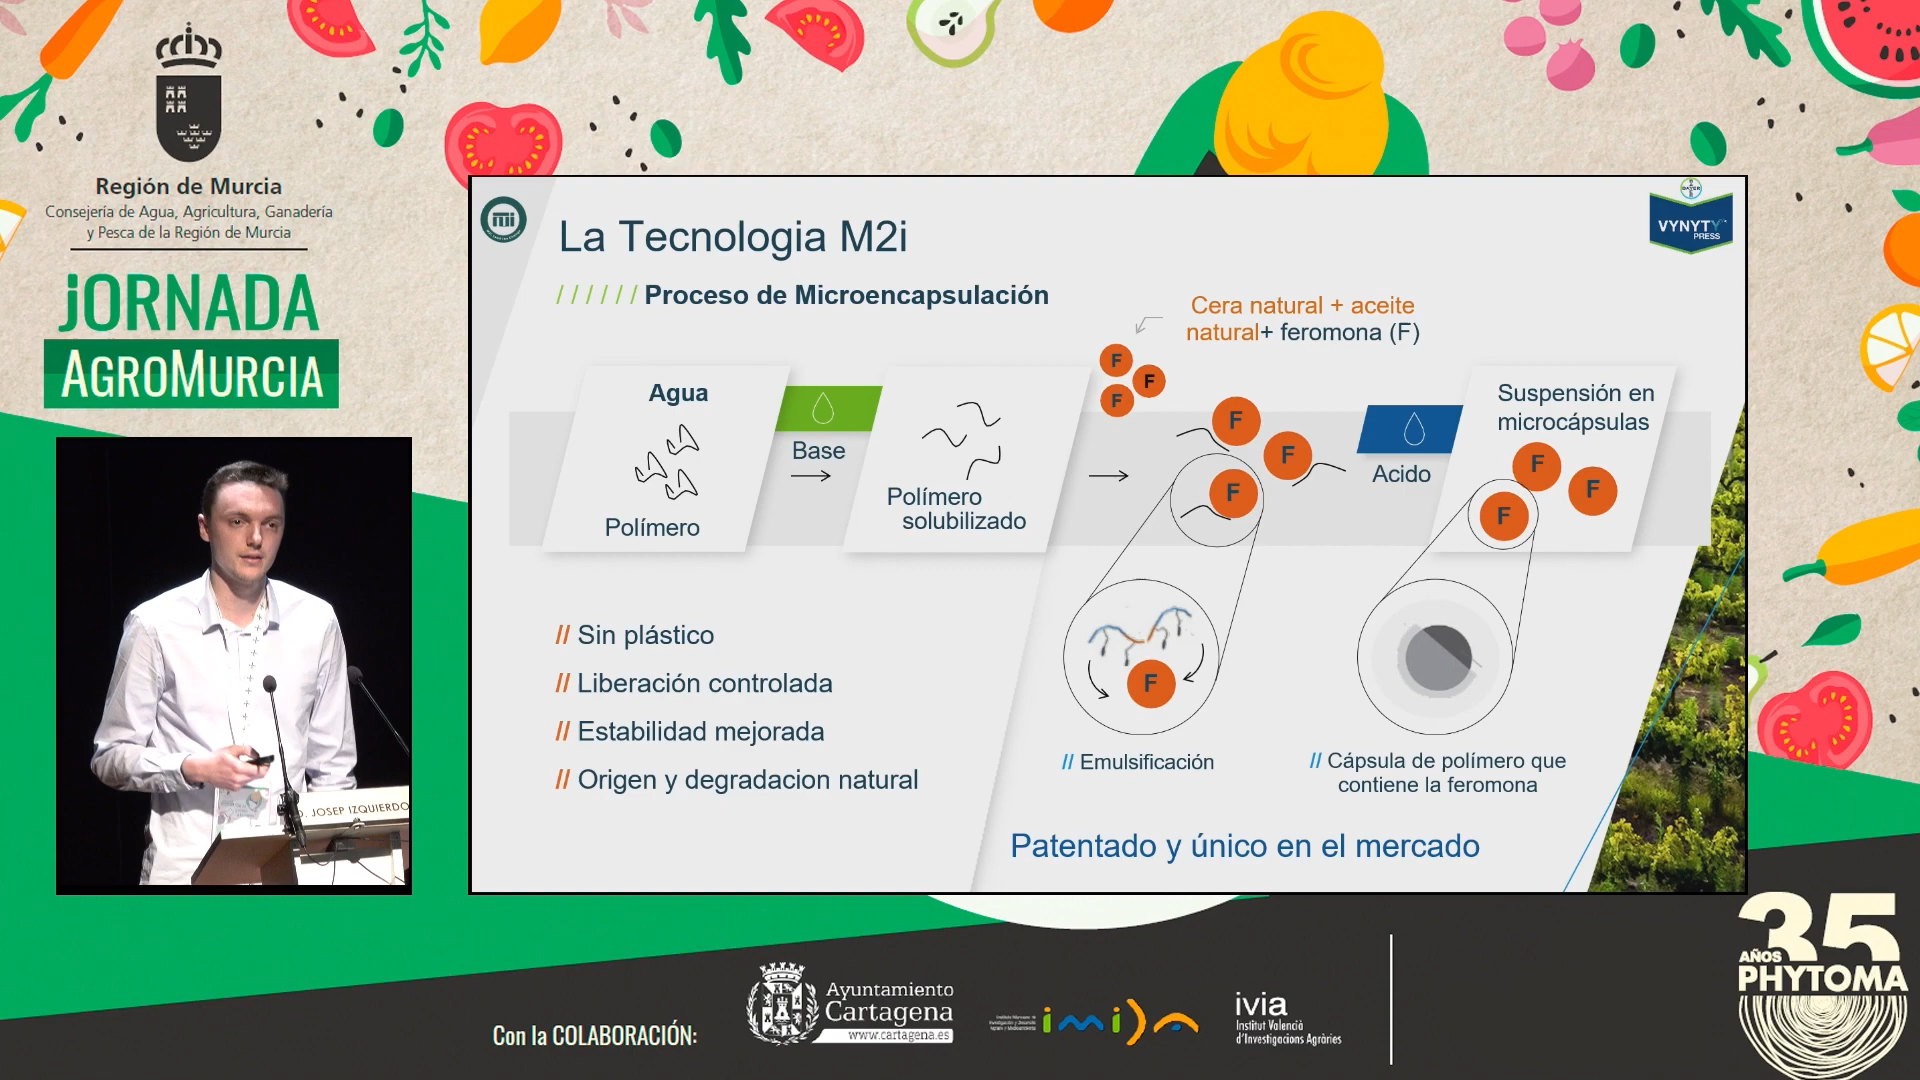 Región de Murcia
Consejería de Agua, Agricultura, Ganadería
y Pesca de la Región de Murcia
jORNADA
AGROMURCIA
La Tecnologia M2i
////// Proceso de Microencapsulación
BAYER
VYNYTY
PRESS
Cera natural + aceite
natural+ feromona (F)
F
F
F
Agua
Polímero
Base
Polímero
solubilizado
F
F
F
Acido
Suspensión en
microcápsulas
F
F
F
// Sin plástico
// Liberación controlada
// Estabilidad mejorada
// Origen y degradacion natural
F
// Emulsificación
// Cápsula de polímero que
contiene la feromona
Patentado y único en el mercado
D. JOSEP IZQUIERDO
Con la COLABORACIÓN:
Ayuntamiento
Cartagena
www.cartagena.es
imida
ivia
Institut Valencià
d'Investigacions Agràries
35
AÑOS
PHYTOMA